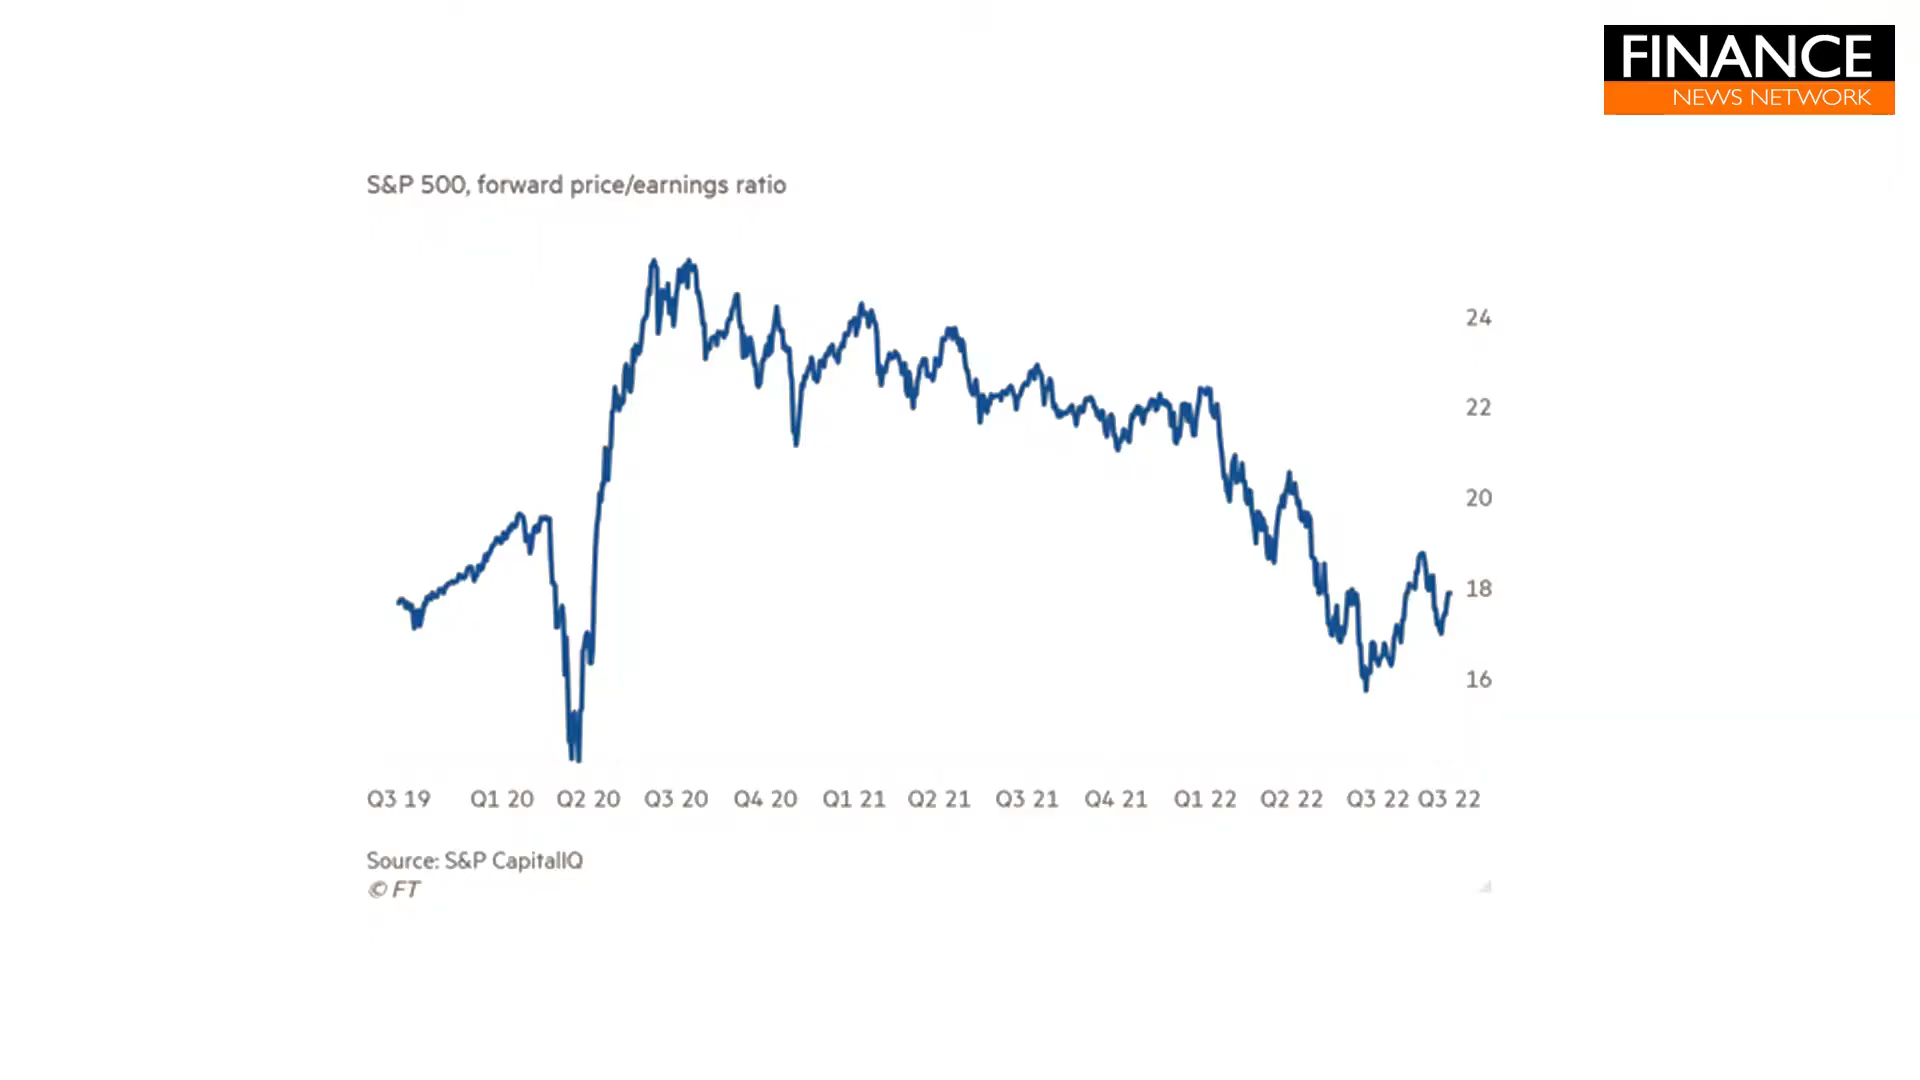 FINANCE
NEWS NETWORK
S&P 500, forward price/earnings ratio
24
22
20
18
16
Q3 19 Q1 20 Q2 20 Q3 20 Q4 20 Q1 21 Q2 21 Q3 21 Q4 21 Q1 22 Q2 22 Q3 22 Q3 22
Source: S&P CapitalIQ
© FT